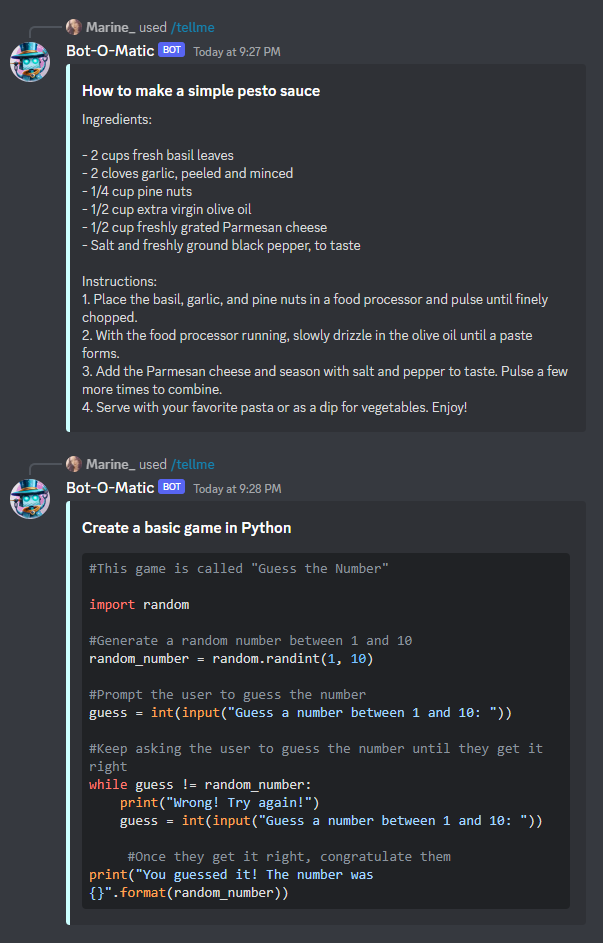 Marine_ used /tellme
Bot-O-Matic BOT Today at 9:27 PM
How to make a simple pesto sauce
Ingredients:
- 2 cups fresh basil leaves
- 2 cloves garlic, peeled and minced
- 1/4 cup pine nuts
- 1/2 cup extra virgin olive oil
- 1/2 cup freshly grated Parmesan cheese
- Salt and freshly ground black pepper, to taste
Instructions:
1. Place the basil, garlic, and pine nuts in a food processor and pulse until finely
chopped.
2. With the food processor running, slowly drizzle in the olive oil until a paste
forms.
3. Add the Parmesan cheese and season with salt and pepper to taste. Pulse a few
more times to combine.
4. Serve with your favorite pasta or as a dip for vegetables. Enjoy!
Marine_ used /tellme
Bot-O-Matic BOT Today at 9:28 PM
Create a basic game in Python
#This game is called "Guess the Number"
import random
#Generate a random number between 1 and 10
random_number = random.randint(1, 10)
#Prompt the user to guess the number
guess = int(input("Guess a number between 1 and 10: "))
#Keep asking the user to guess the number until they get it
right
while guess != random_number:
    print("Wrong! Try again!")
    guess = int(input("Guess a number between 1 and 10: "))
     #Once they get it right, congratulate them
print("You guessed it! The number was
{}".format(random_number))